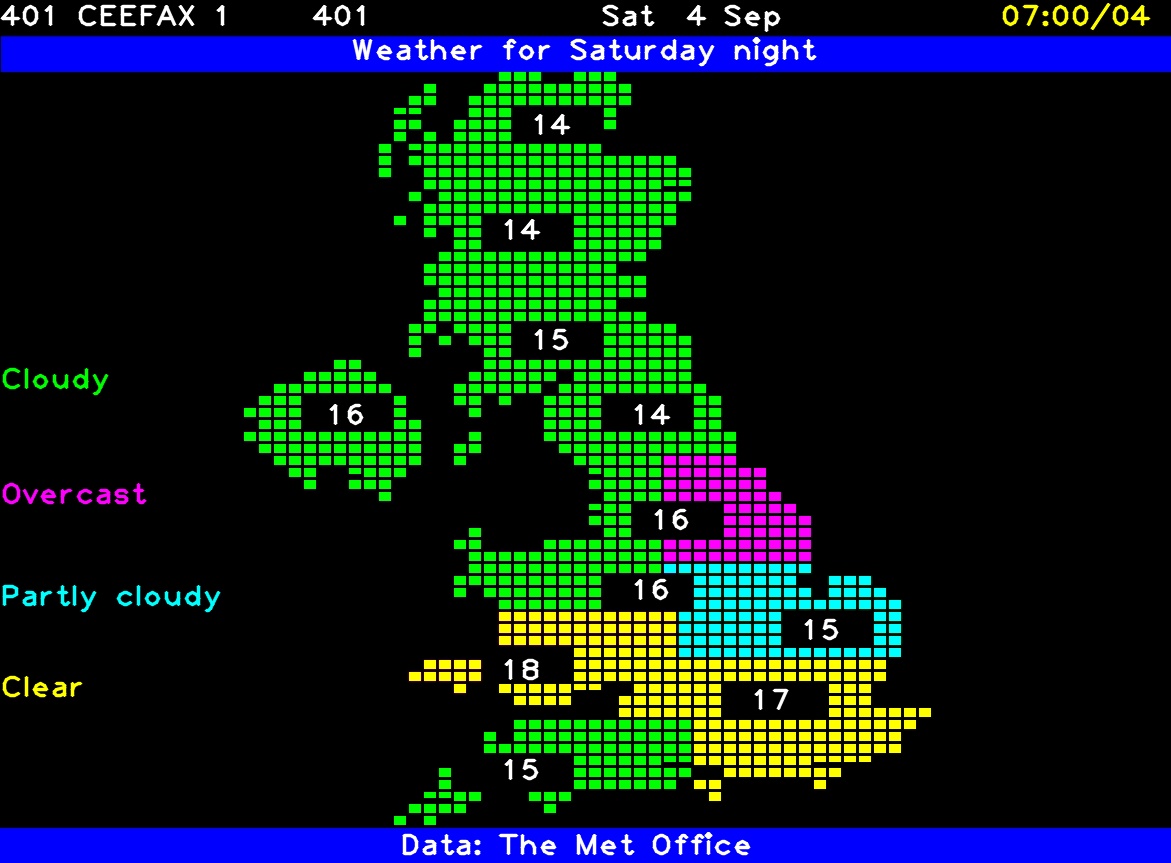 401 CEEFAX 1 401 Sat 4 Sep 07:00/04
Weather for Saturday night
14
14
15
Cloudy
16 14
Overcast
16
16
Partly cloudy
15
18
Clear
17
15
Data: The Met Office